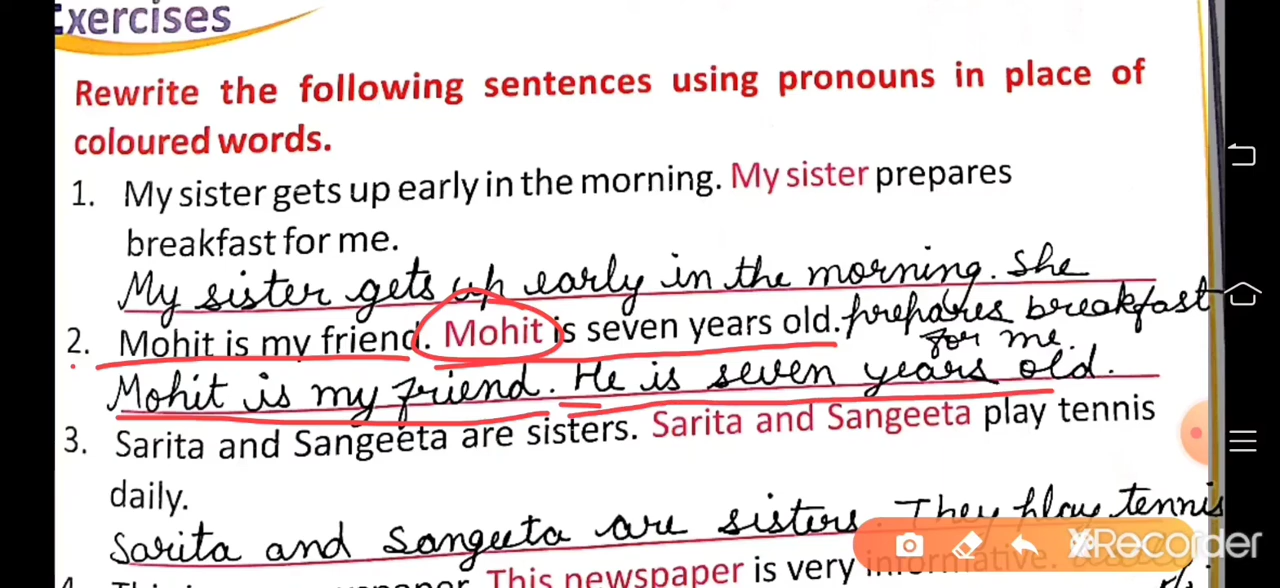 Exercises
Rewrite the following sentences using pronouns in place of
coloured words.
1. My sister gets up early in the morning. My sister prepares
breakfast for me.
My sister gets up early in the morning. She
prepares breakfast
for me.
2. Mohit is my friend. Mohit is seven years old.
Mohit is my friend. He is seven years old.
3. Sarita and Sangeeta are sisters. Sarita and Sangeeta play tennis
daily.
Sarita and Sangeeta are sisters. They play tennis
XRecorder
This newspaper is very informative.